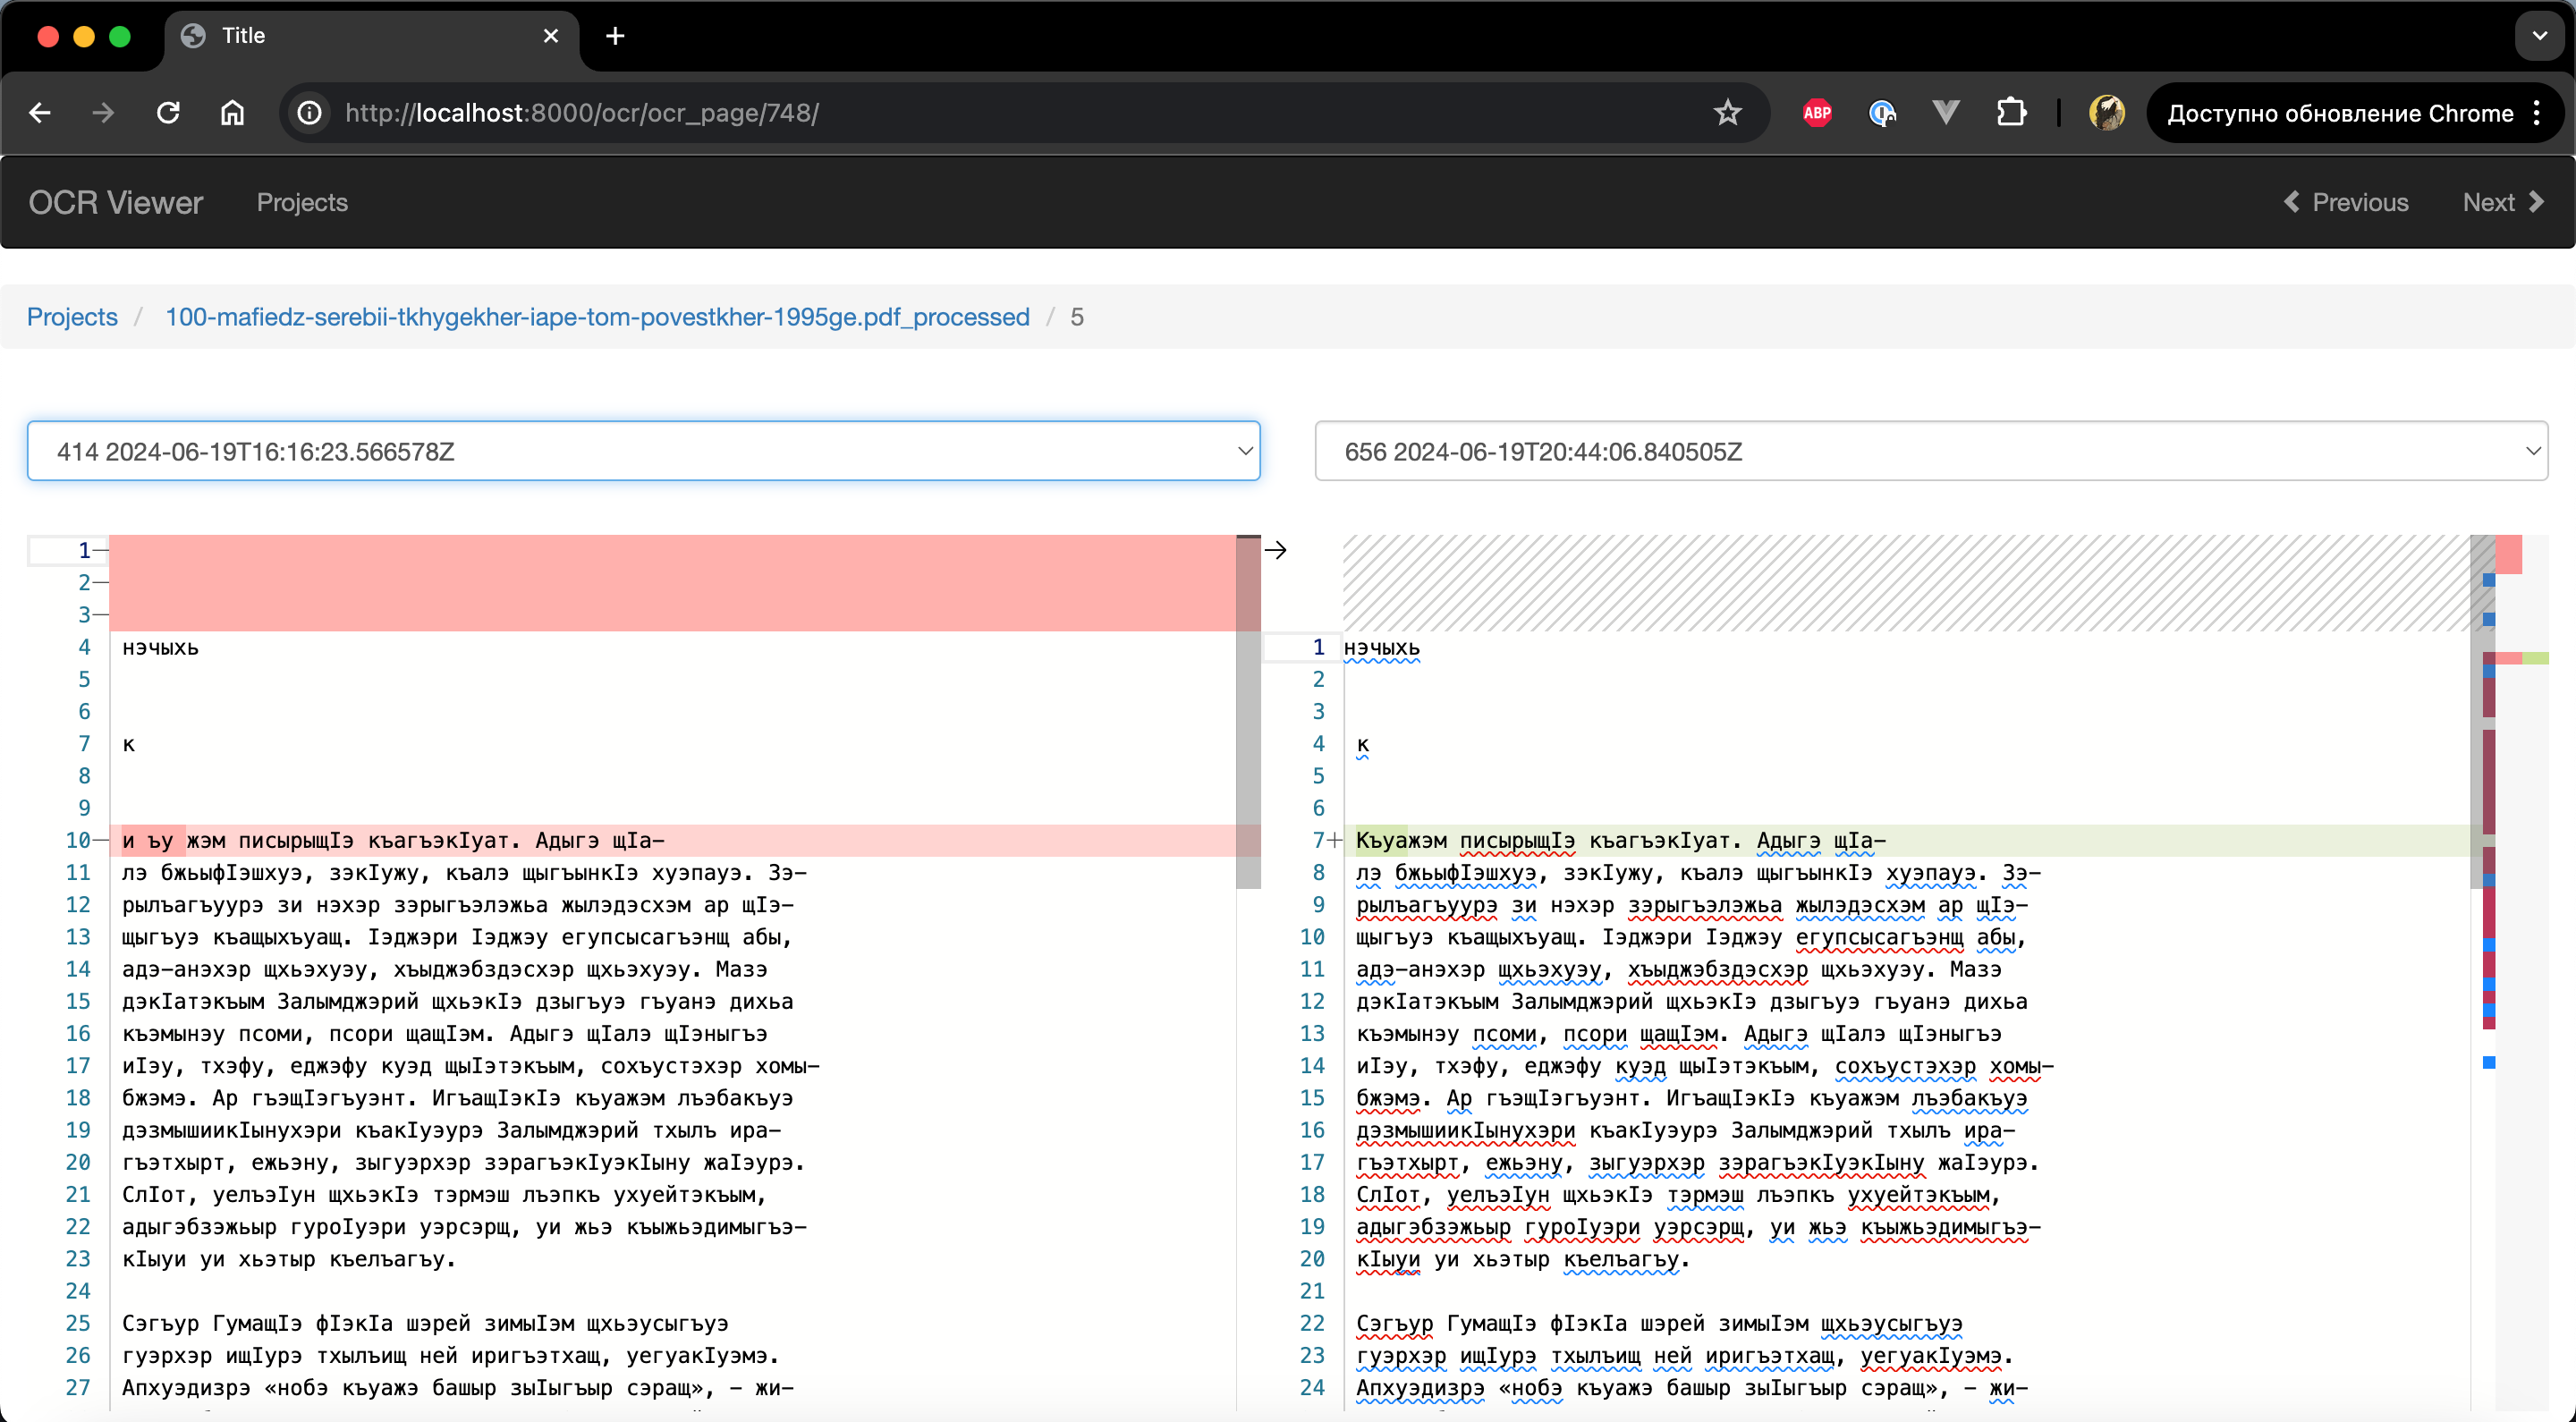 Title
http://localhost:8000/ocr/ocr_page/748/
ABP
Доступно обновление Chrome
OCR Viewer Projects Previous Next
Projects / 100-mafiedz-serebii-tkhygekher-iape-tom-povestkher-1995ge.pdf_processed / 5
414 2024-06-19T16:16:23.566578Z
656 2024-06-19T20:44:06.840505Z
1
2
3
4 нэчыхь
5
6
7 к
8
9
10 и ъу жэм писырыщIэ къагъэкIуат. Адыгэ щIа-
11 лэ бжьыфIэшхуэ, зэкIужу, къалэ щыгъынкIэ хуэпауэ. Зэ-
12 рылъагъуурэ зи нэхэр зэрыгъэлэжьа жылэдэсхэм ар щIэ-
13 щыгъуэ къащыхъуащ. Iэджэри Iэджэу егупсысагъэнщ абы,
14 адэ-анэхэр щхьэхуэу, хъыджэбздэсхэр щхьэхуэу. Мазэ
15 дэкIатэкъым Залымджэрий щхьэкIэ дзыгъуэ гъуанэ дихьа
16 къэмынэу псоми, псори щащIэм. Адыгэ щIалэ щIэныгъэ
17 иIэу, тхэфу, еджэфу куэд щыIэтэкъым, сохъустэхэр хомы-
18 бжэмэ. Ар гъэщIэгъуэнт. ИгъащIэкIэ къуажэм лъэбакъуэ
19 дэзмышиикIынухэри къакIуэурэ Залымджэрий тхылъ ира-
20 гъэтхырт, ежьэну, зыгуэрхэр зэрагъэкIуэкIыну жаIэурэ.
21 СлIот, уелъэIун щхьэкIэ тэрмэш лъэпкъ ухуейтэкъым,
22 адыгэбзэжьыр гуроIуэри уэрсэрщ, уи жьэ къыжьэдимыгъэ-
23 кIыуи уи хьэтыр къелъагъу.
24
25 Сэгъур ГумащIэ фIэкIа шэрей зимыIэм щхьэусыгъуэ
26 гуэрхэр ищIурэ тхылъищ ней иригъэтхащ, уегуакIуэмэ.
27 Апхуэдизрэ «нобэ къуажэ башыр зыIыгъыр сэращ», – жи-
1 нэчыхь
2
3
4 к
5
6
7 Къуажэм писырыщIэ къагъэкIуат. Адыгэ щIа-
8 лэ бжьыфIэшхуэ, зэкIужу, къалэ щыгъынкIэ хуэпауэ. Зэ-
9 рылъагъуурэ зи нэхэр зэрыгъэлэжьа жылэдэсхэм ар щIэ-
10 щыгъуэ къащыхъуащ. Iэджэри Iэджэу егупсысагъэнщ абы,
11 адэ-анэхэр щхьэхуэу, хъыджэбздэсхэр щхьэхуэу. Мазэ
12 дэкIатэкъым Залымджэрий щхьэкIэ дзыгъуэ гъуанэ дихьа
13 къэмынэу псоми, псори щащIэм. Адыгэ щIалэ щIэныгъэ
14 иIэу, тхэфу, еджэфу куэд щыIэтэкъым, сохъустэхэр хомы-
15 бжэмэ. Ар гъэщIэгъуэнт. ИгъащIэкIэ къуажэм лъэбакъуэ
16 дэзмышиикIынухэри къакIуэурэ Залымджэрий тхылъ ира-
17 гъэтхырт, ежьэну, зыгуэрхэр зэрагъэкIуэкIыну жаIэурэ.
18 СлIот, уелъэIун щхьэкIэ тэрмэш лъэпкъ ухуейтэкъым,
19 адыгэбзэжьыр гуроIуэри уэрсэрщ, уи жьэ къыжьэдимыгъэ-
20 кIыуи уи хьэтыр къелъагъу.
21
22 Сэгъур ГумащIэ фIэкIа шэрей зимыIэм щхьэусыгъуэ
23 гуэрхэр ищIурэ тхылъищ ней иригъэтхащ, уегуакIуэмэ.
24 Апхуэдизрэ «нобэ къуажэ башыр зыIыгъыр сэращ», – жи-